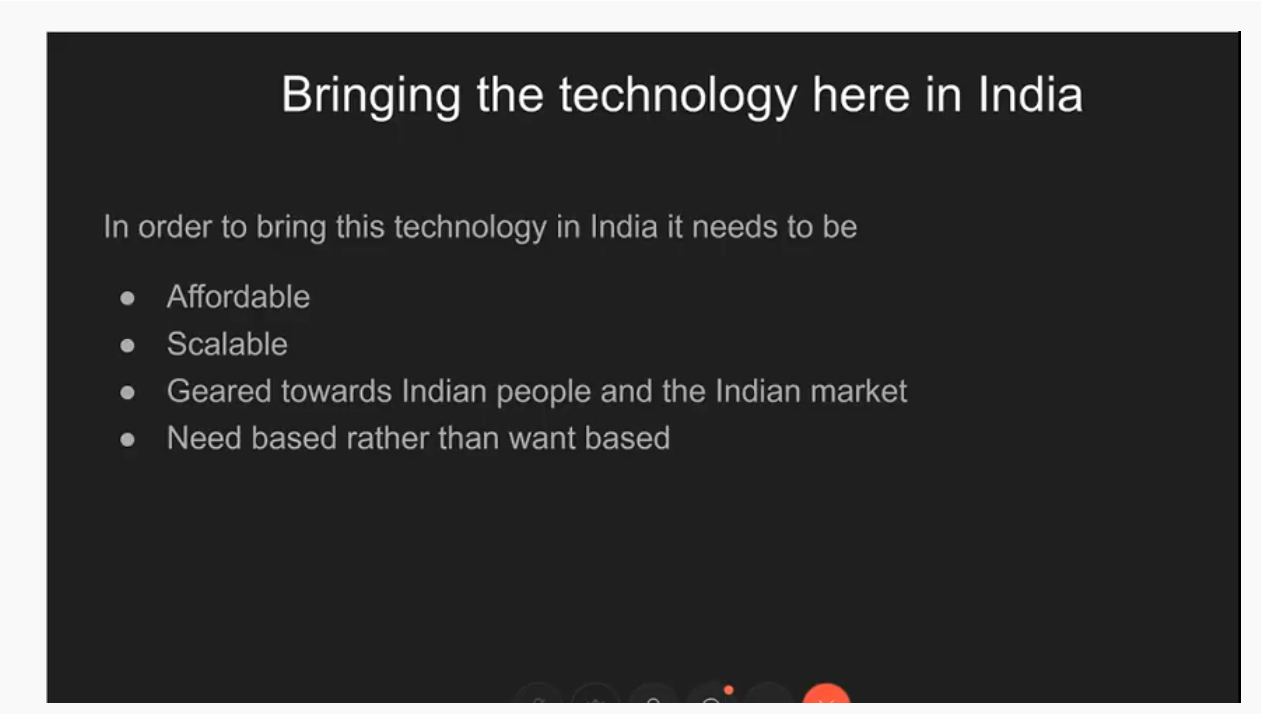 Bringing the technology here in India
In order to bring this technology in India it needs to be
● Affordable
● Scalable
● Geared towards Indian people and the Indian market
● Need based rather than want based